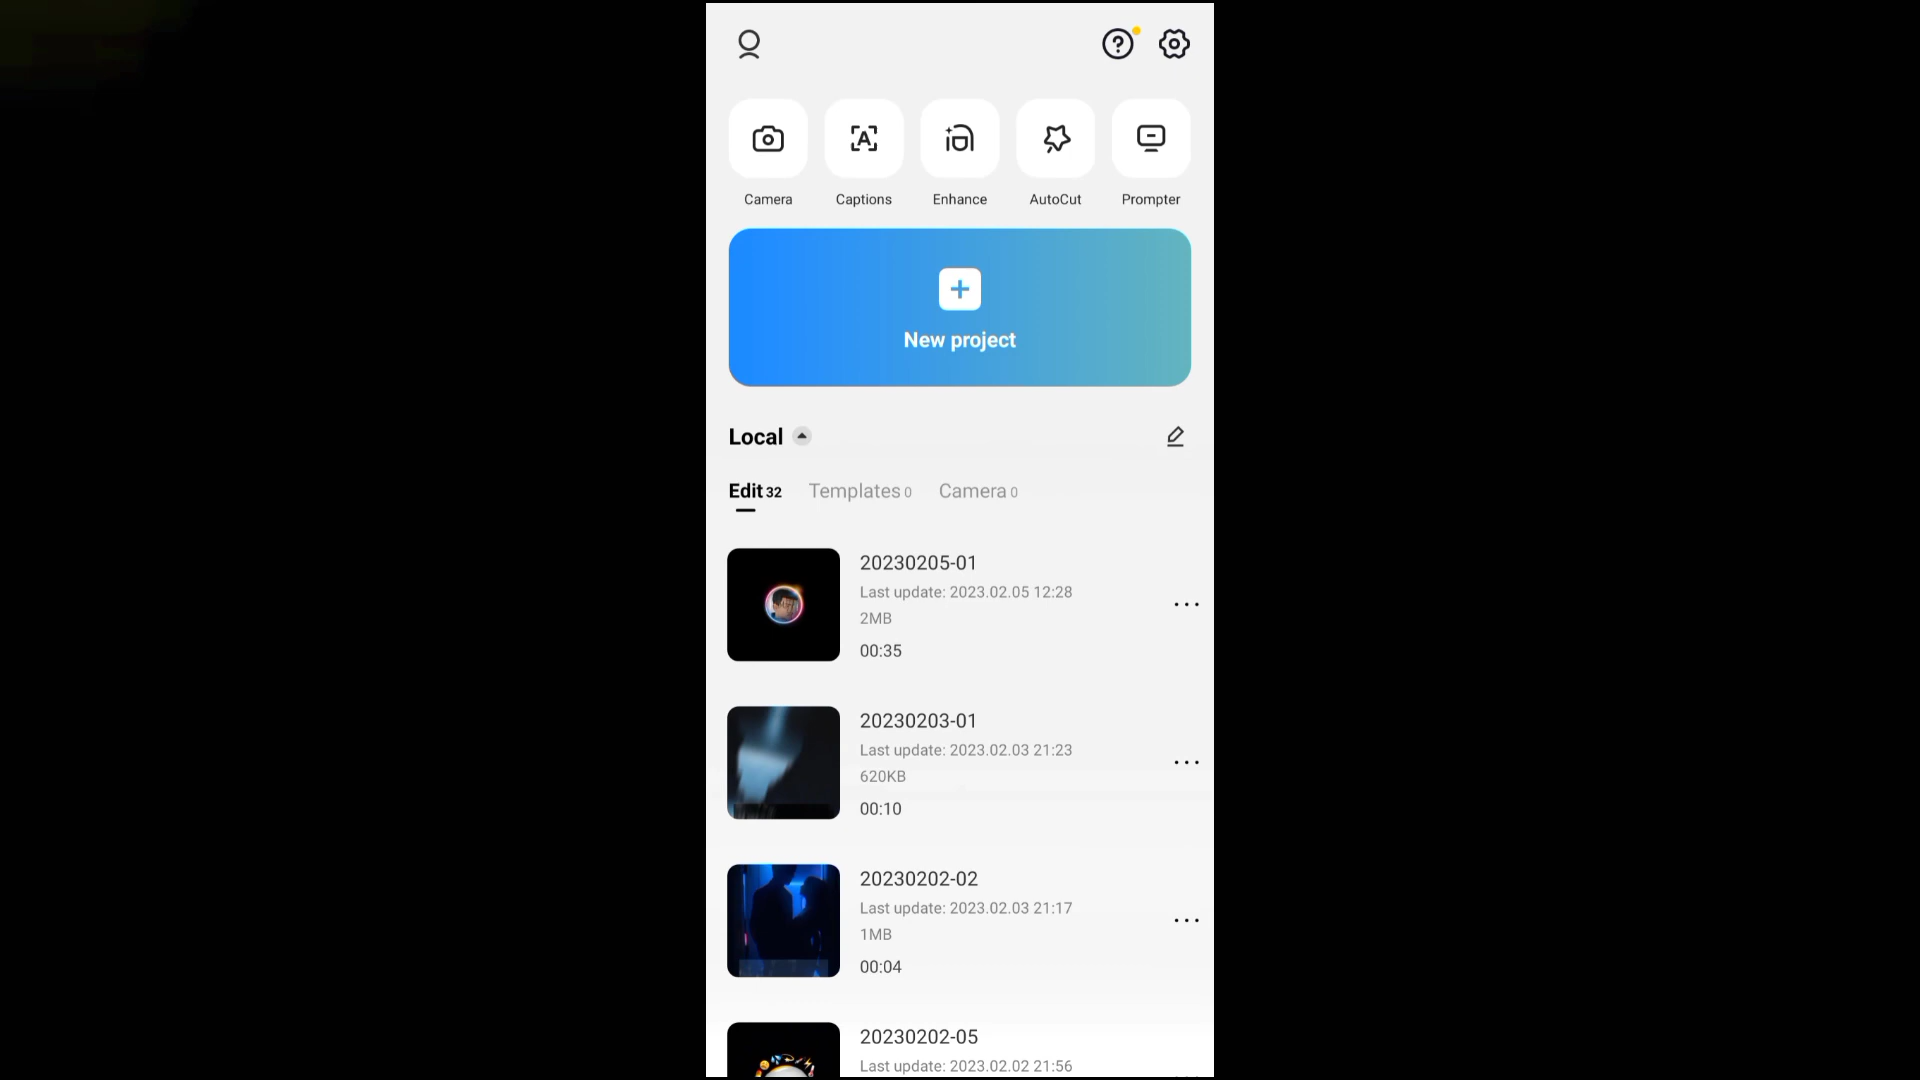 Camera Captions Enhance AutoCut Prompter
New project
Local
Edit 32 Templates 0 Camera 0
20230205-01
Last update: 2023.02.05 12:28
2MB
00:35
20230203-01
Last update: 2023.02.03 21:23
620KB
00:10
20230202-02
Last update: 2023.02.03 21:17
1MB
00:04
20230202-05
Last update: 2023.02.02 21:56